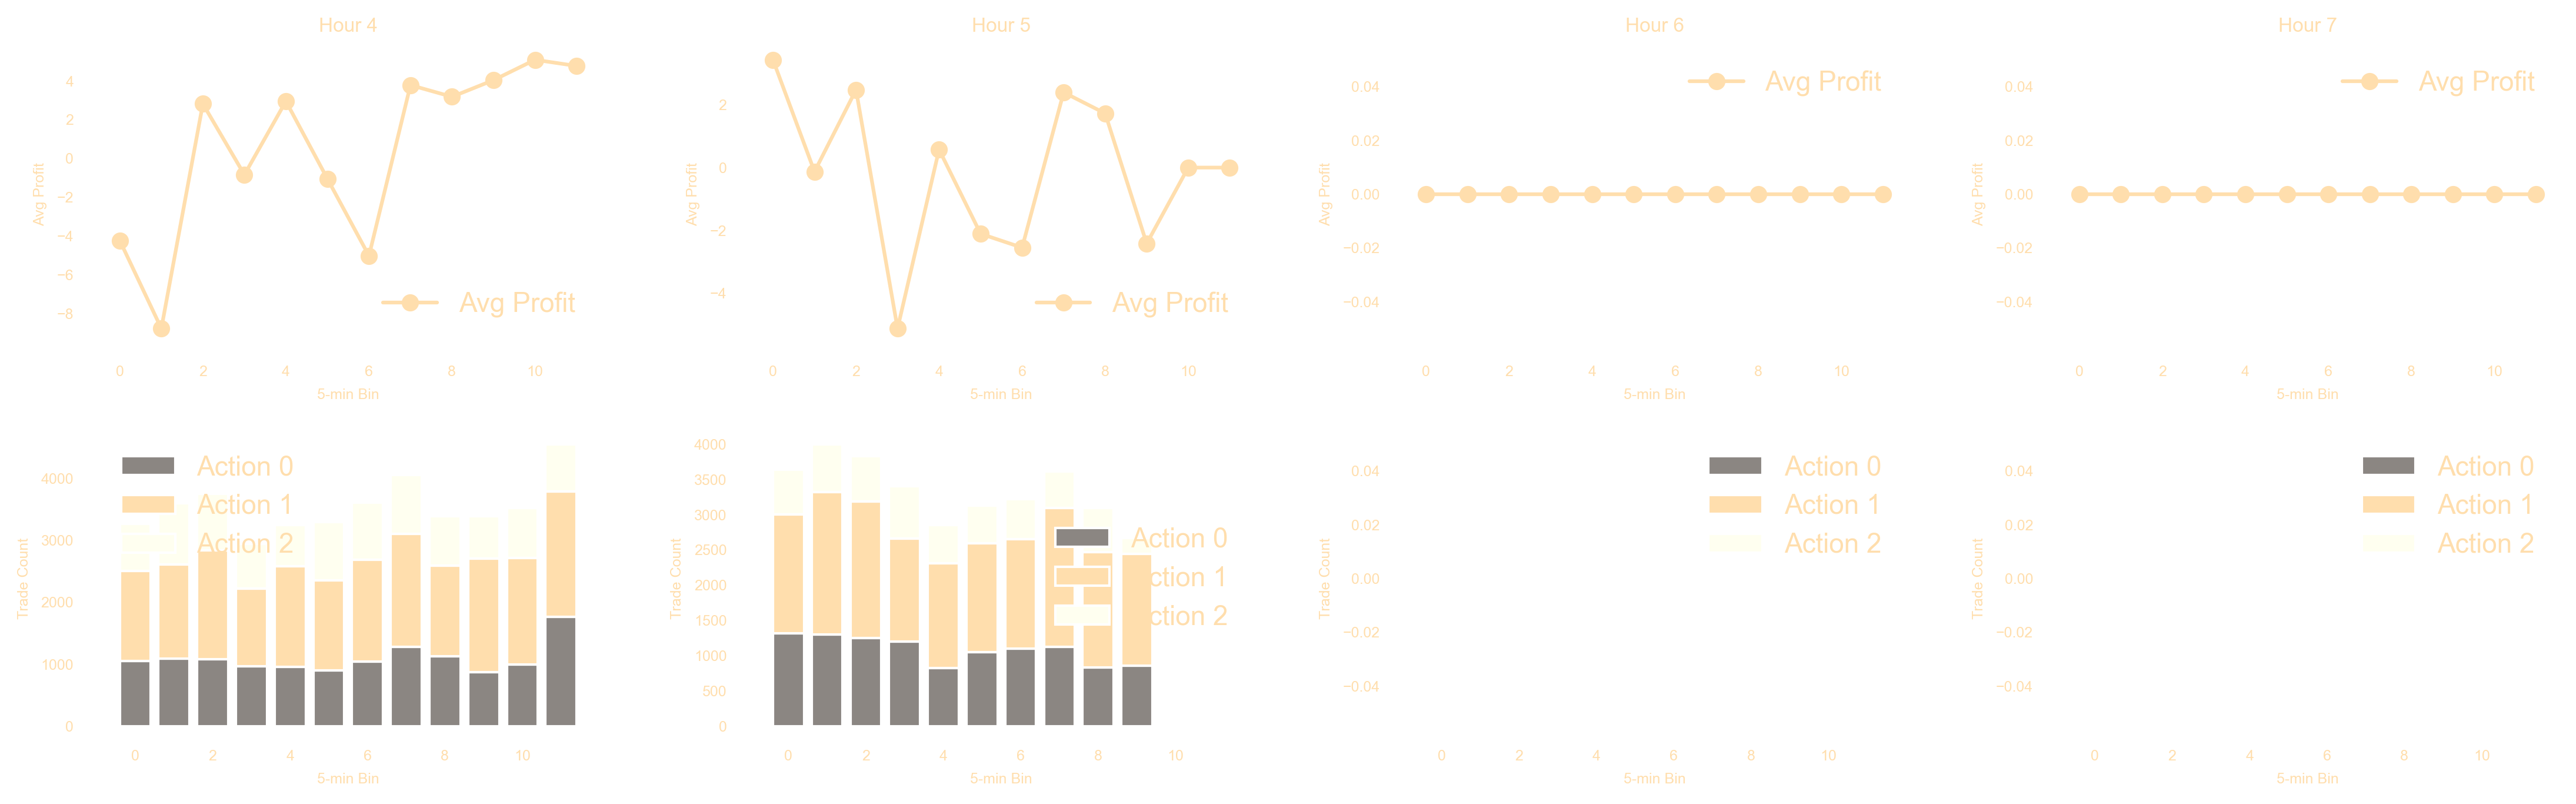 Hour 4
Avg Profit
4
2
0
−2
−4
−6
−8
Avg Profit
0 2 4 6 8 10
5-min Bin
Hour 5
Avg Profit
2
0
−2
−4
Avg Profit
0 2 4 6 8 10
5-min Bin
Hour 6
Avg Profit
0.04
0.02
0.00
−0.02
−0.04
Avg Profit
0 2 4 6 8 10
5-min Bin
Hour 7
Avg Profit
0.04
0.02
0.00
−0.02
−0.04
Avg Profit
0 2 4 6 8 10
5-min Bin
Trade Count
4000
3000
2000
1000
0
Action 0
Action 1
Action 2
0 2 4 6 8 10
5-min Bin
Trade Count
4000
3500
3000
2500
2000
1500
1000
500
0
Action 0
ction 1
ction 2
0 2 4 6 8 10
5-min Bin
Trade Count
0.04
0.02
0.00
−0.02
−0.04
Action 0
Action 1
Action 2
0 2 4 6 8 10
5-min Bin
Trade Count
0.04
0.02
0.00
−0.02
−0.04
Action 0
Action 1
Action 2
0 2 4 6 8 10
5-min Bin